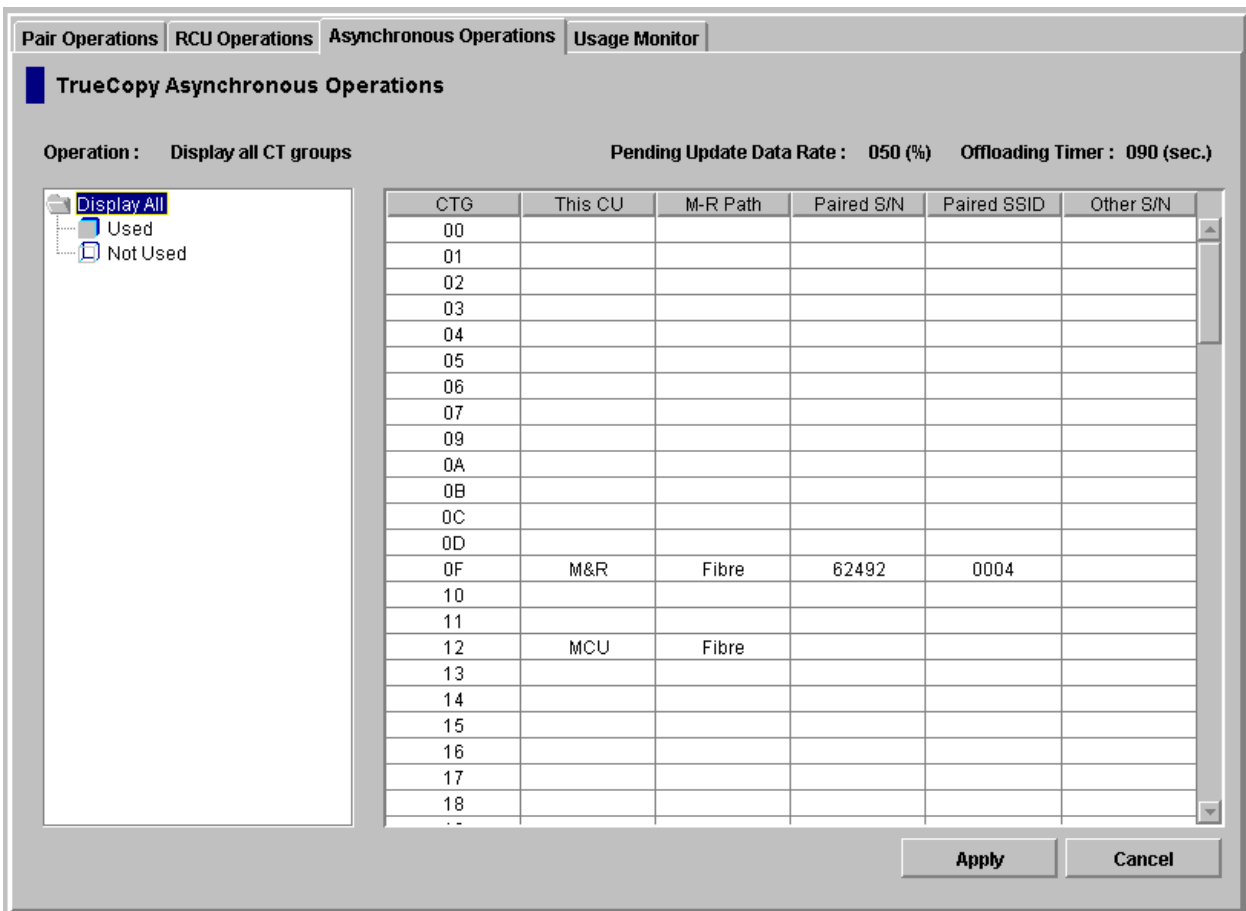 Pair Operations RCU Operations Asynchronous Operations Usage Monitor
TrueCopy Asynchronous Operations
Operation : Display all CT groups Pending Update Data Rate : 050 (%) Offloading Timer : 090 (sec.)
Display All
Used
Not Used
CTG This CU M-R Path Paired S/N Paired SSID Other S/N
00
01
02
03
04
05
06
07
09
0A
0B
0C
0D
0F M&R Fibre 62492 0004
10
11
12 MCU Fibre
13
14
15
16
17
18
Apply Cancel